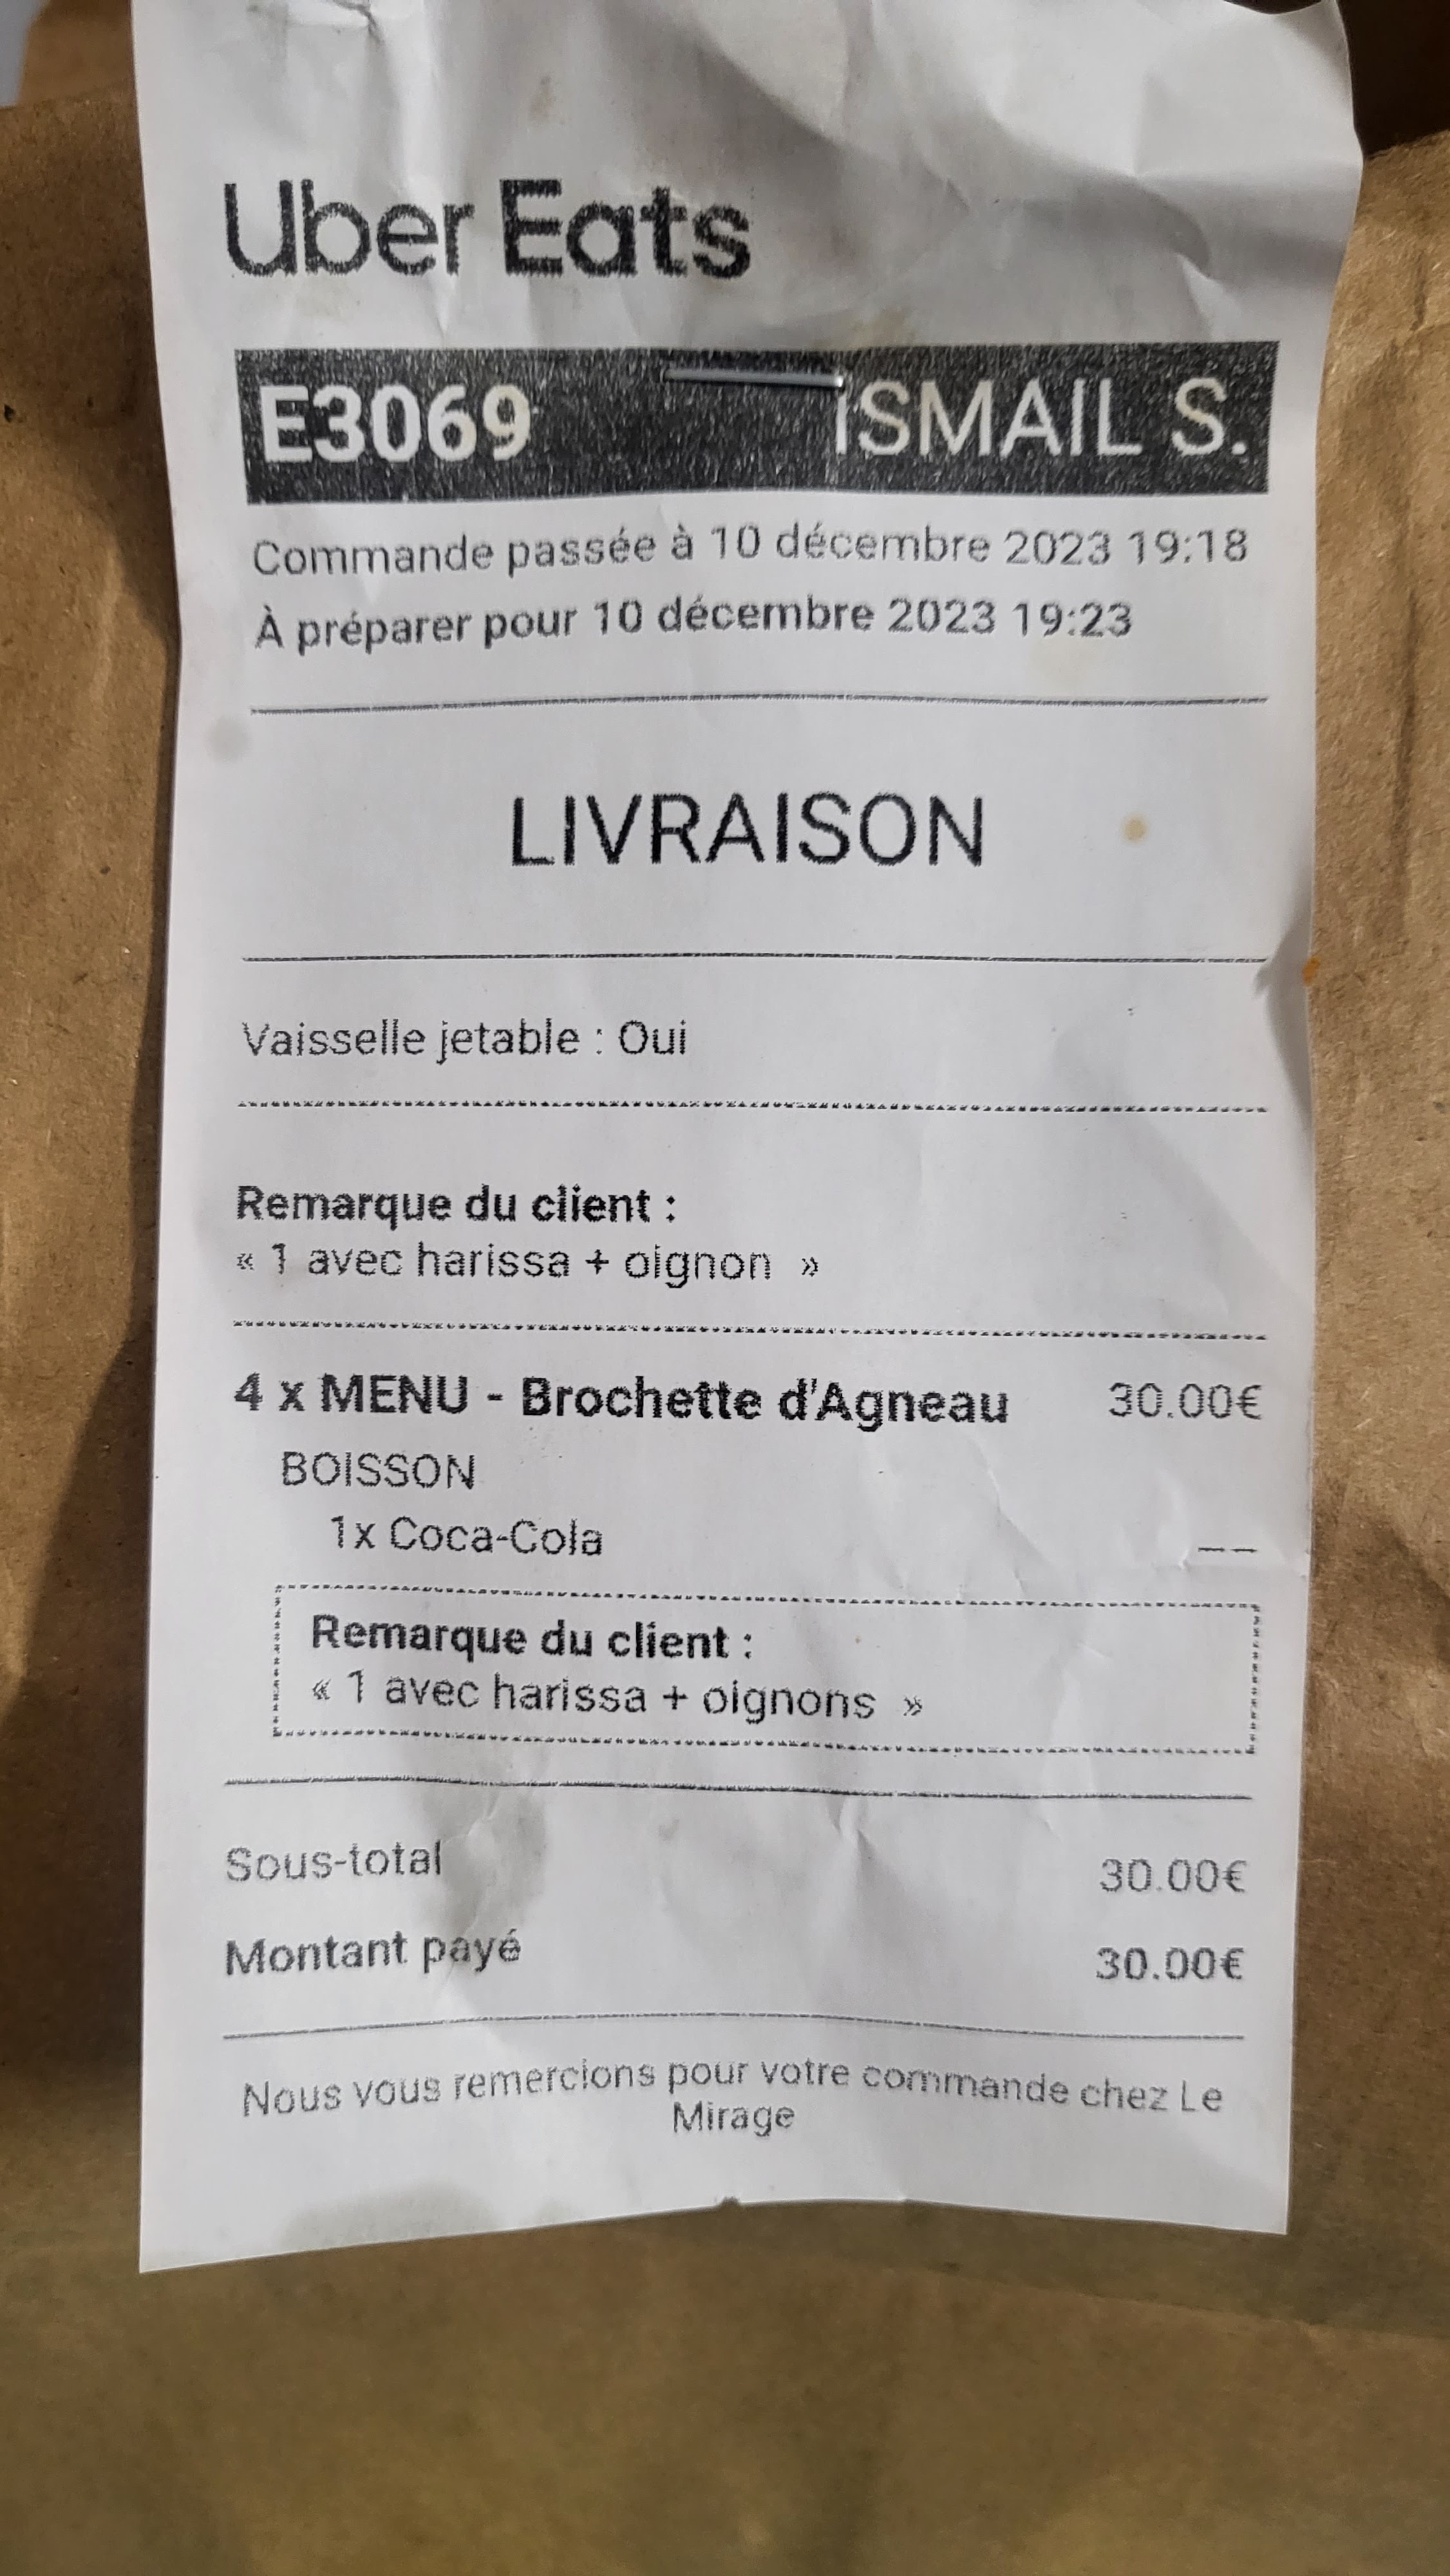 Uber Eats
E3069 ISMAIL S.
Commande passée à 10 décembre 2023 19:18
À préparer pour 10 décembre 2023 19:23
LIVRAISON
Vaisselle jetable : Oui
Remarque du client :
« 1 avec harissa + oignon »
4 x MENU - Brochette d'Agneau 30.00€
BOISSON
1x Coca-Cola —–
Remarque du client :
« 1 avec harissa + oignons »
Sous-total 30.00€
Montant payé 30.00€
Nous vous remercions pour votre commande chez Le
Mirage